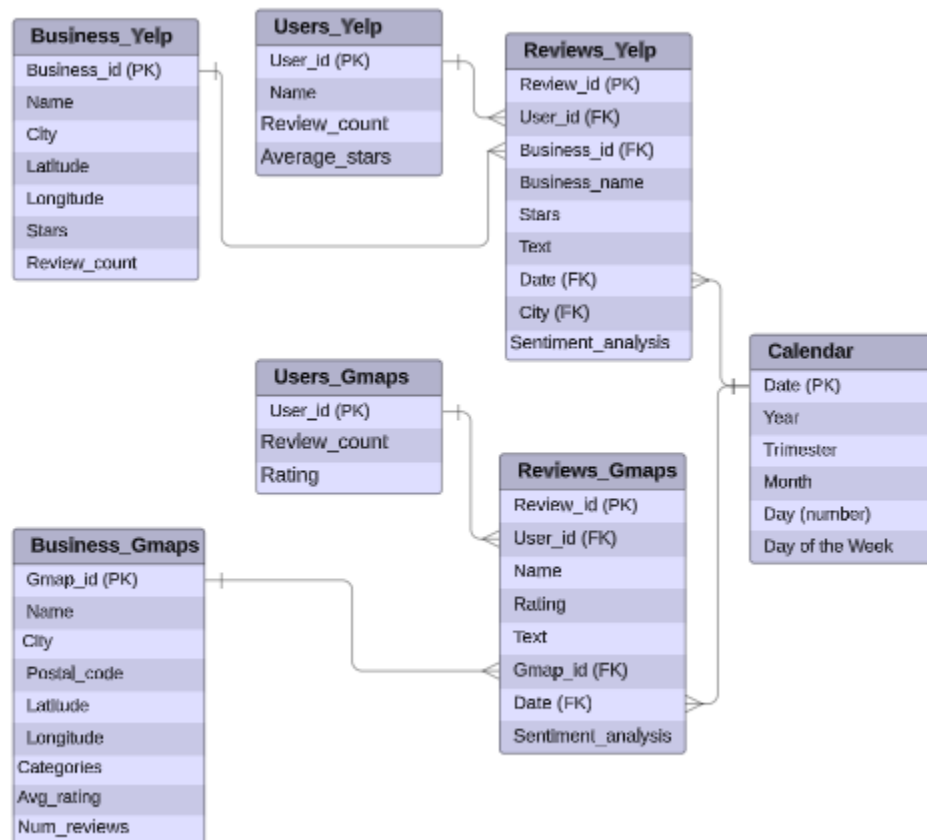 Business_Yelp
Business_id (PK)
Name
City
Latitude
Longitude
Stars
Review_count
Users_Yelp
User_id (PK)
Name
Review_count
Average_stars
Reviews_Yelp
Review_id (PK)
User_id (FK)
Business_id (FK)
Business_name
Stars
Text
Date (FK)
City (FK)
Sentiment_analysis
Calendar
Date (PK)
Year
Trimester
Month
Day (number)
Day of the Week
Users_Gmaps
User_id (PK)
Review_count
Rating
Reviews_Gmaps
Review_id (PK)
User_id (FK)
Name
Rating
Text
Gmap_id (FK)
Date (FK)
Sentiment_analysis
Business_Gmaps
Gmap_id (PK)
Name
City
Postal_code
Latitude
Longitude
Categories
Avg_rating
Num_reviews